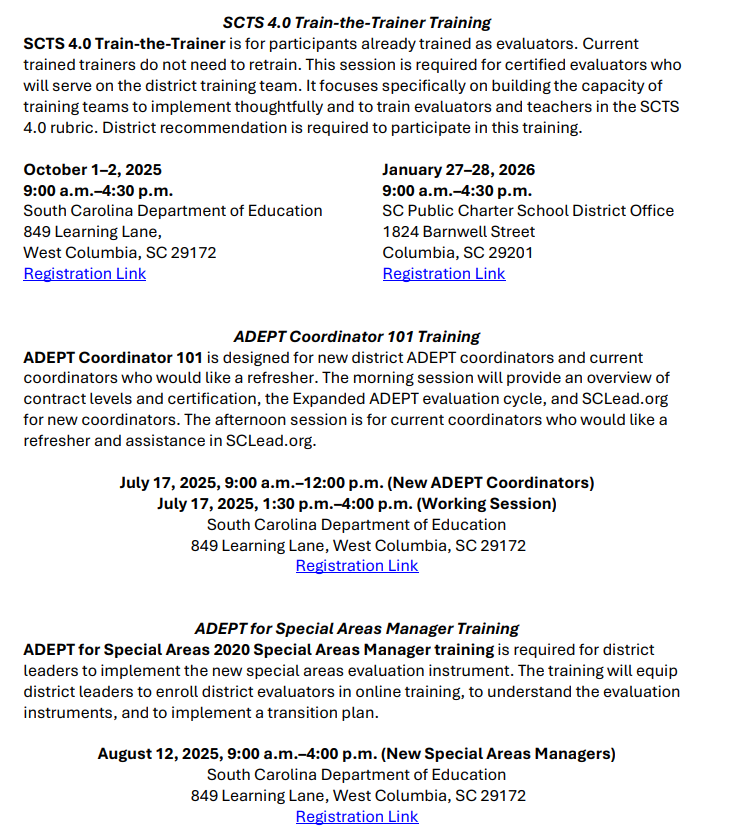 SCTS 4.0 Train-the-Trainer Training
SCTS 4.0 Train-the-Trainer is for participants already trained as evaluators. Current
trained trainers do not need to retrain. This session is required for certified evaluators who
will serve on the district training team. It focuses specifically on building the capacity of
training teams to implement thoughtfully and to train evaluators and teachers in the SCTS
4.0 rubric. District recommendation is required to participate in this training.
October 1–2, 2025
9:00 a.m.–4:30 p.m.
South Carolina Department of Education
849 Learning Lane,
West Columbia, SC 29172
Registration Link
January 27–28, 2026
9:00 a.m.–4:30 p.m.
SC Public Charter School District Office
1824 Barnwell Street
Columbia, SC 29201
Registration Link
ADEPT Coordinator 101 Training
ADEPT Coordinator 101 is designed for new district ADEPT coordinators and current
coordinators who would like a refresher. The morning session will provide an overview of
contract levels and certification, the Expanded ADEPT evaluation cycle, and SCLead.org
for new coordinators. The afternoon session is for current coordinators who would like a
refresher and assistance in SCLead.org.
July 17, 2025, 9:00 a.m.–12:00 p.m. (New ADEPT Coordinators)
July 17, 2025, 1:30 p.m.–4:00 p.m. (Working Session)
South Carolina Department of Education
849 Learning Lane, West Columbia, SC 29172
Registration Link
ADEPT for Special Areas Manager Training
ADEPT for Special Areas 2020 Special Areas Manager training is required for district
leaders to implement the new special areas evaluation instrument. The training will equip
district leaders to enroll district evaluators in online training, to understand the evaluation
instruments, and to implement a transition plan.
August 12, 2025, 9:00 a.m.–4:00 p.m. (New Special Areas Managers)
South Carolina Department of Education
849 Learning Lane, West Columbia, SC 29172
Registration Link